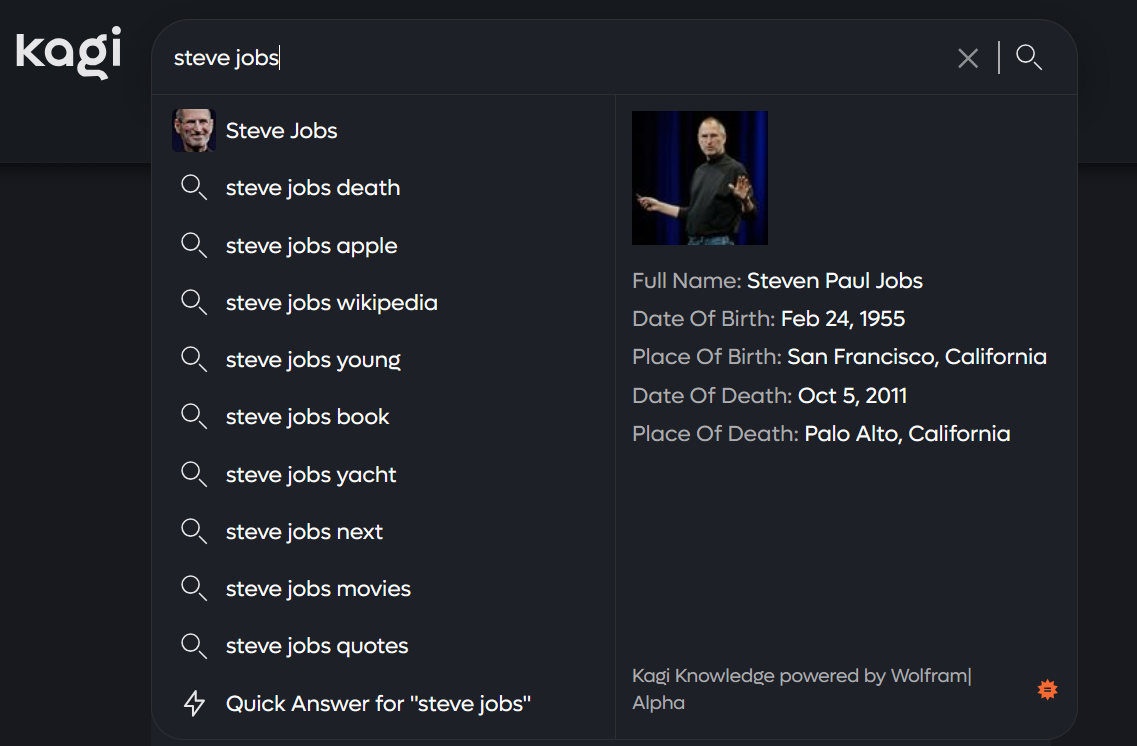 kagi
steve jobs
Steve Jobs
steve jobs death
steve jobs apple
steve jobs wikipedia
steve jobs young
steve jobs book
steve jobs yacht
steve jobs next
steve jobs movies
steve jobs quotes
Quick Answer for "steve jobs"
Full Name: Steven Paul Jobs
Date Of Birth: Feb 24, 1955
Place Of Birth: San Francisco, California
Date Of Death: Oct 5, 2011
Place Of Death: Palo Alto, California
Kagi Knowledge powered by Wolfram|
Alpha